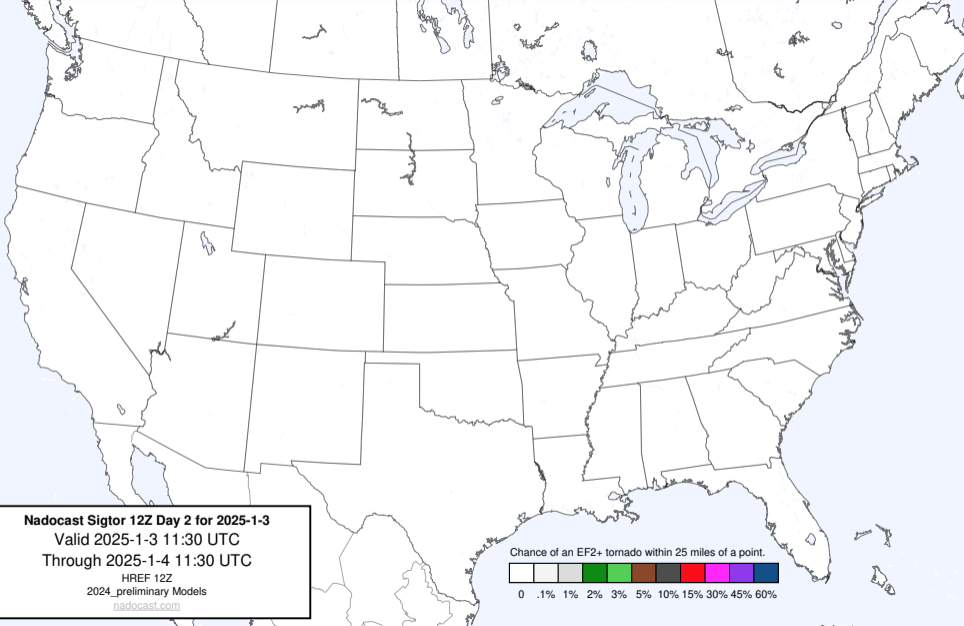 Nadocast Sigtor 12Z Day 2 for 2025-1-3
Valid 2025-1-3 11:30 UTC
Through 2025-1-4 11:30 UTC
HREF 12Z
2024_preliminary Models
nadocast.com
Chance of an EF2+ tornado within 25 miles of a point.
0 .1% 1% 2% 3% 5% 10% 15% 30% 45% 60%